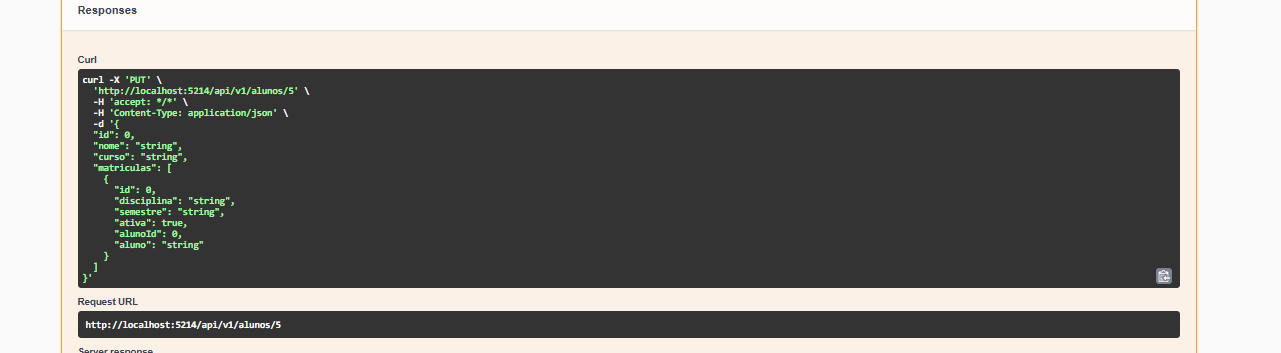 Responses
Curl
curl -X 'PUT' \
  'http://localhost:5214/api/v1/alunos/5' \
  -H 'accept: */*' \
  -H 'Content-Type: application/json' \
  -d '{
  "id": 0,
  "nome": "string",
  "curso": "string",
  "matriculas": [
    {
      "id": 0,
      "disciplina": "string",
      "semestre": "string",
      "ativa": true,
      "alunoId": 0,
      "aluno": "string"
    }
  ]
}'
Request URL
http://localhost:5214/api/v1/alunos/5
Server response